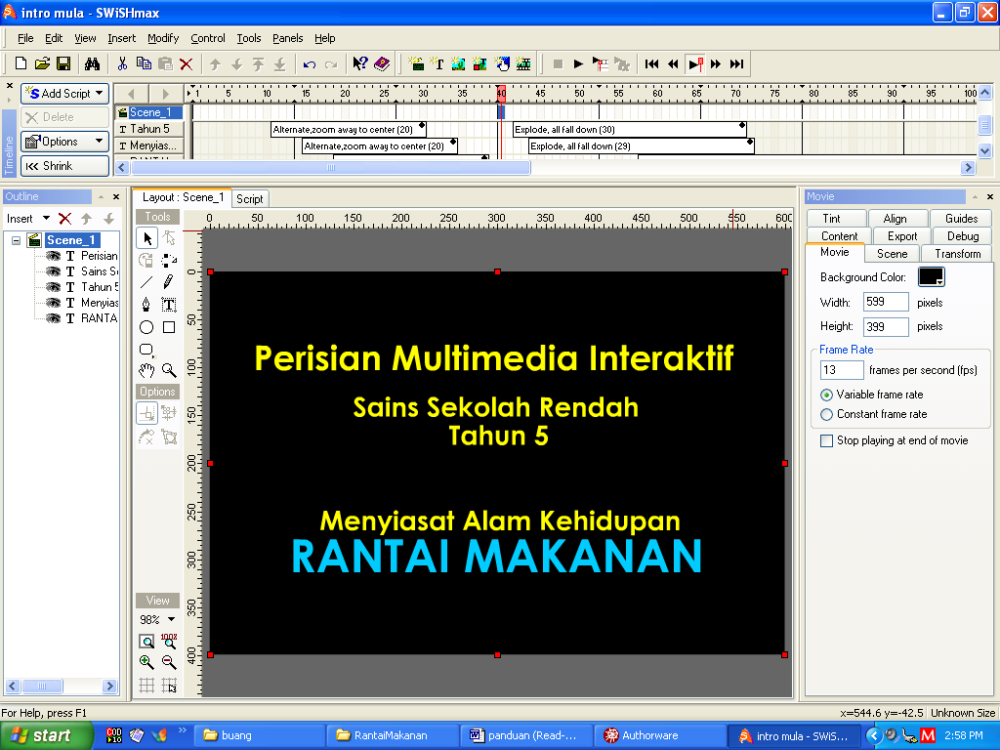 intro mula - SWiSHmax
File Edit View Insert Modify Control Tools Panels Help
Add Script
Delete
Options
Shrink
Timeline
1 5 10 15 20 25 30 35 40 45 50 55 60 65 70 75 80 85 90 95 100
Scene_1
Tahun 5 Alternate,zoom away to center (20) Explode, all fall down (30)
Menyias... Alternate,zoom away to center (20) Explode, all fall down (29)
Outline
Insert
Scene_1
Perisian
Sains Se
Tahun 5
Menyias
RANTA
Layout : Scene_1 Script
Tools
0 50 100 150 200 250 300 350 400 450 500 550 600
0
50
100
150
200
250
300
350
400
Options
View
98%
100%
Perisian Multimedia Interaktif
Sains Sekolah Rendah
Tahun 5
Menyiasat Alam Kehidupan
RANTAI MAKANAN
Movie
Tint Align Guides
Content Export Debug
Movie Scene Transform
Background Color:
Width: 599 pixels
Height: 399 pixels
Frame Rate
13 frames per second (fps)
Variable frame rate
Constant frame rate
Stop playing at end of movie
For Help, press F1
x=544.6 y=-42.5 Unknown Size
start
buang
RantaiMakanan
panduan (Read-...
Authorware
intro mula - SWiS...
2:58 PM